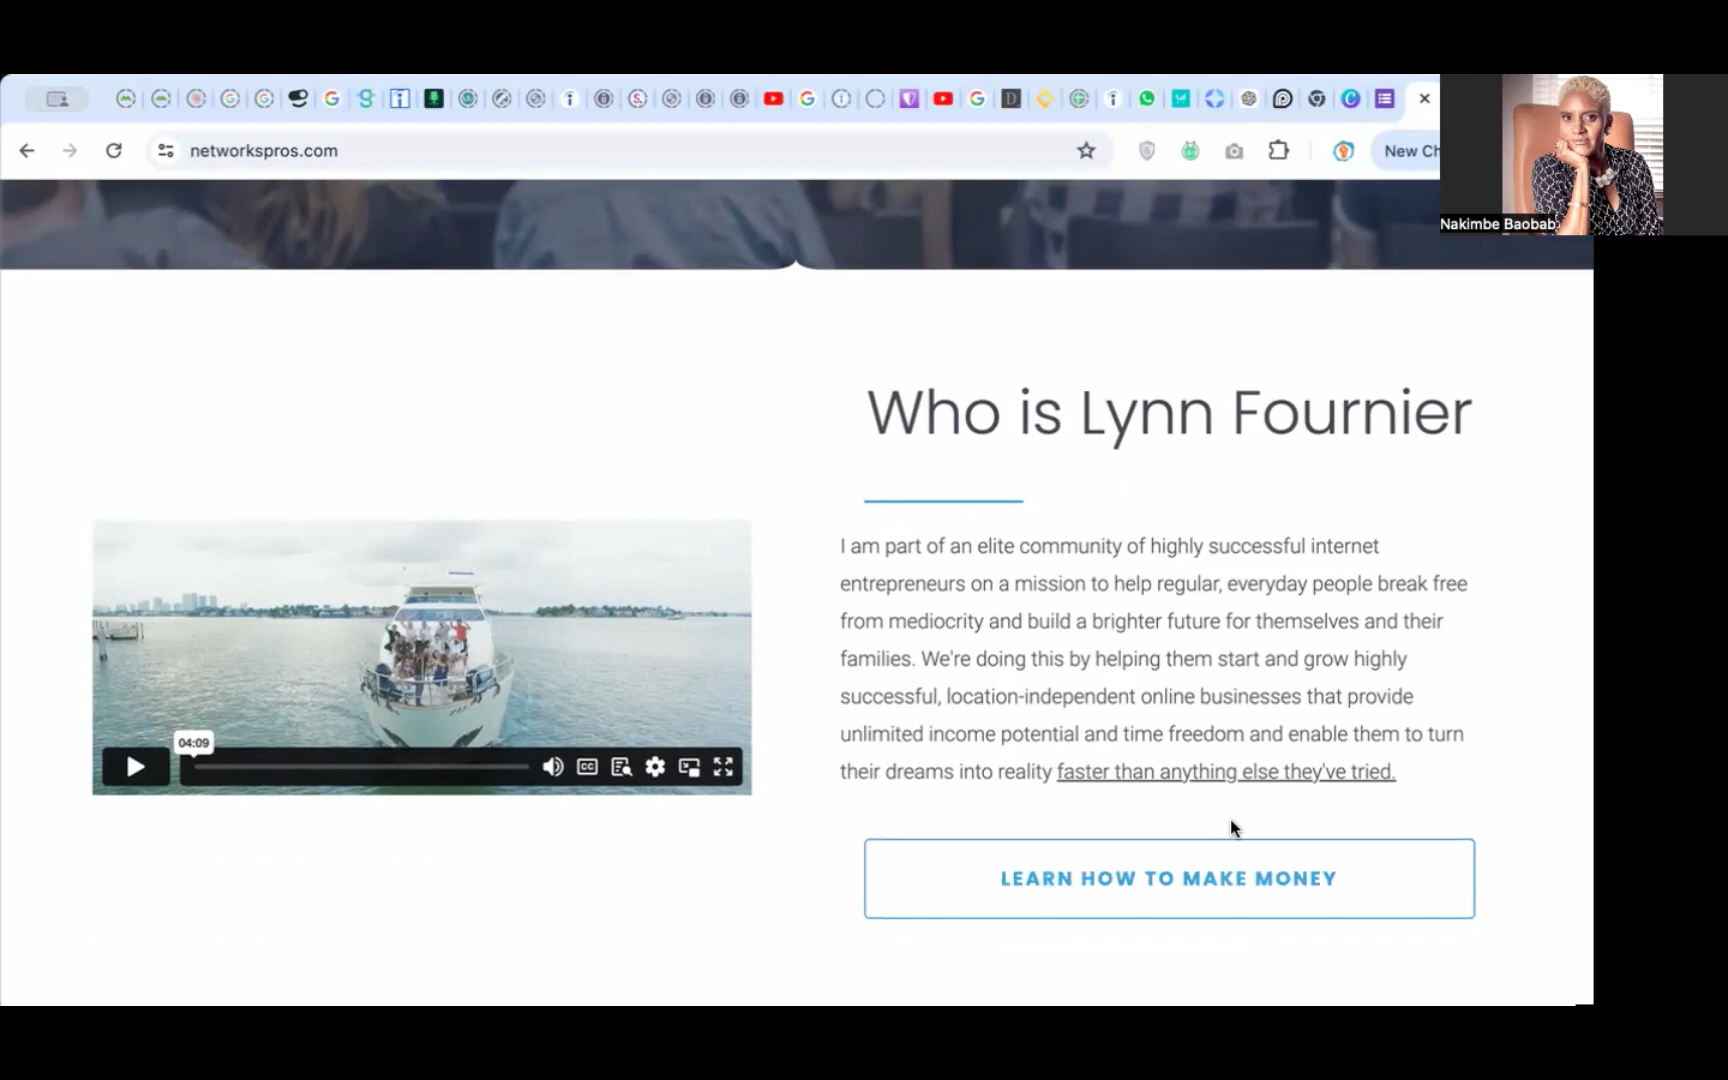 networkspros.com
New Ch
Nakimbe Baobab
Who is Lynn Fournier
I am part of an elite community of highly successful internet
entrepreneurs on a mission to help regular, everyday people break free
from mediocrity and build a brighter future for themselves and their
families. We're doing this by helping them start and grow highly
successful, location-independent online businesses that provide
unlimited income potential and time freedom and enable them to turn
their dreams into reality faster than anything else they've tried.
04:09
CC
LEARN HOW TO MAKE MONEY